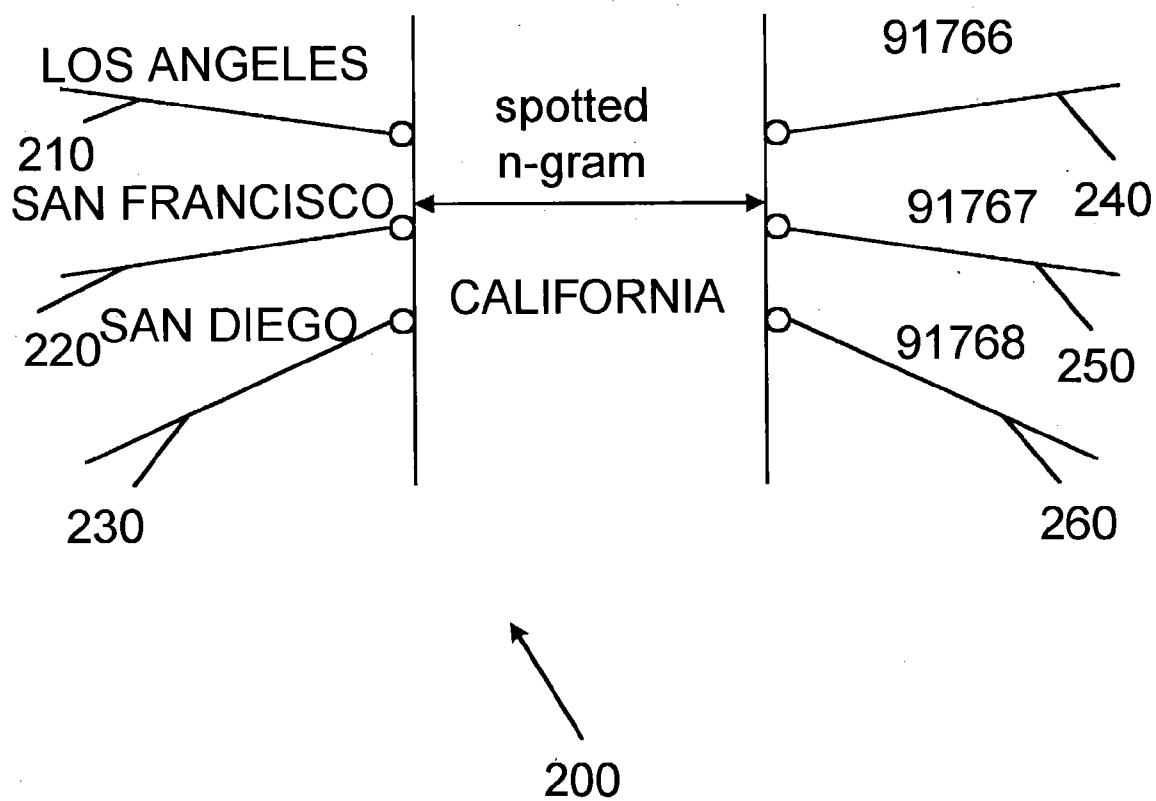 LOS ANGELES
210
SAN FRANCISCO
220
SAN DIEGO
230
spotted
n-gram
CALIFORNIA
91766
240
91767
250
91768
260
200